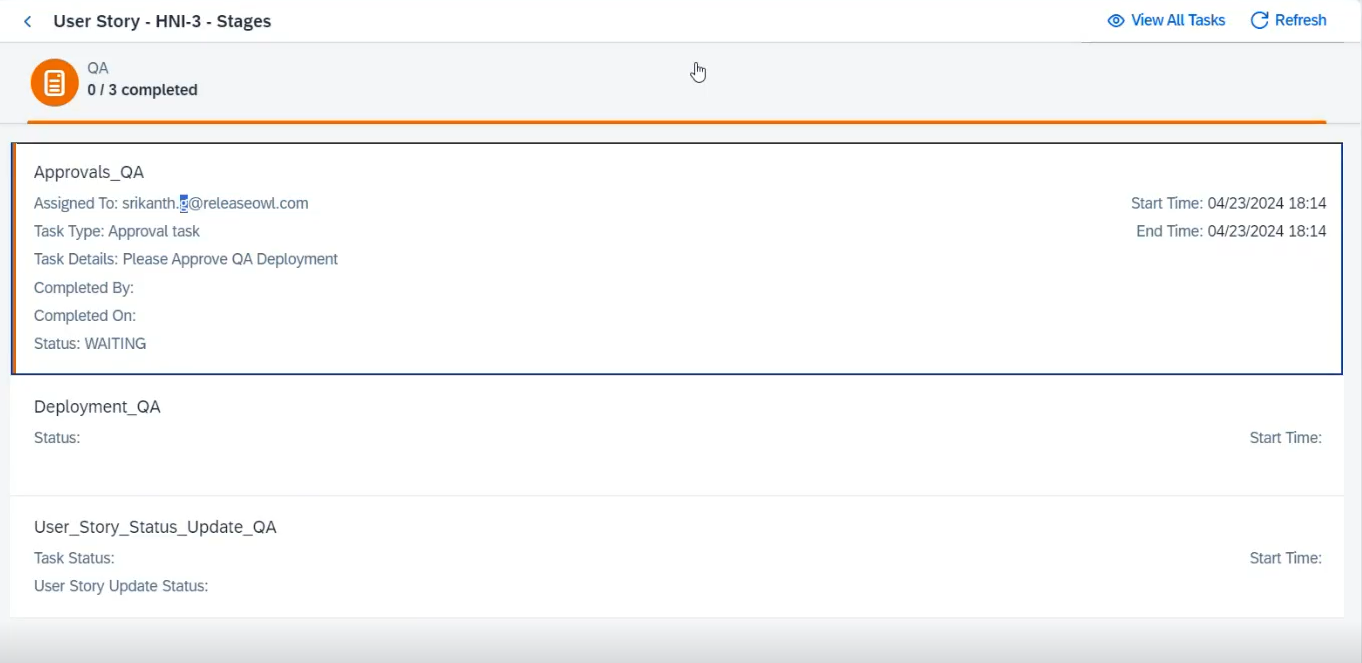 User Story - HNI-3 - Stages
View All Tasks
Refresh
QA
0 / 3 completed
Approvals_QA
Assigned To: srikanth.g@releaseowl.com
Start Time: 04/23/2024 18:14
Task Type: Approval task
End Time: 04/23/2024 18:14
Task Details: Please Approve QA Deployment
Completed By:
Completed On:
Status: WAITING
Deployment_QA
Status:
Start Time:
User_Story_Status_Update_QA
Task Status:
Start Time:
User Story Update Status: